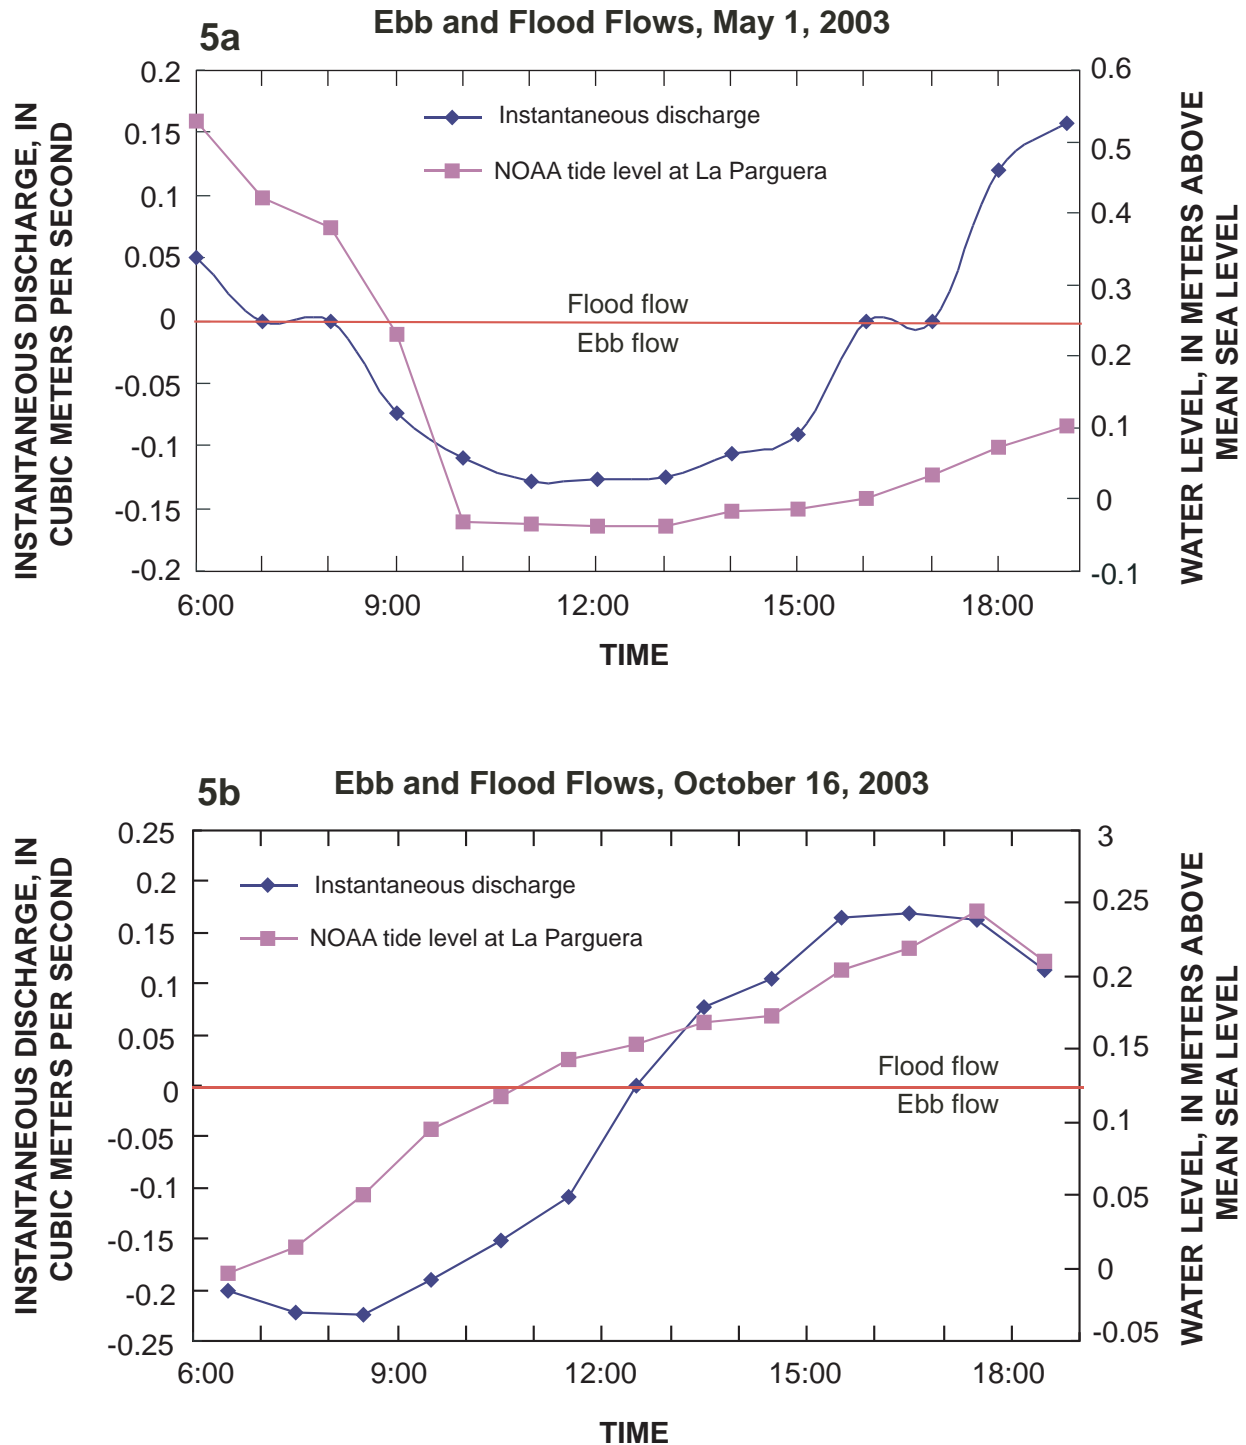 Ebb and Flood Flows, May 1, 2003
5a
INSTANTANEOUS DISCHARGE, IN
CUBIC METERS PER SECOND
0.2
0.15
0.1
0.05
0
-0.05
-0.1
-0.15
-0.2
Instantaneous discharge
NOAA tide level at La Parguera
Flood flow
Ebb flow
0.6
0.5
0.4
0.3
0.2
0.1
0
-0.1
WATER LEVEL, IN METERS ABOVE
MEAN SEA LEVEL
6:00
9:00
12:00
15:00
18:00
TIME
5b
Ebb and Flood Flows, October 16, 2003
INSTANTANEOUS DISCHARGE, IN
CUBIC METERS PER SECOND
0.25
0.2
0.15
0.1
0.05
0
-0.05
-0.1
-0.15
-0.2
-0.25
Instantaneous discharge
NOAA tide level at La Parguera
Flood flow
Ebb flow
3
0.25
0.2
0.15
0.1
0.05
0
-0.05
WATER LEVEL, IN METERS ABOVE
MEAN SEA LEVEL
6:00
9:00
12:00
15:00
18:00
TIME